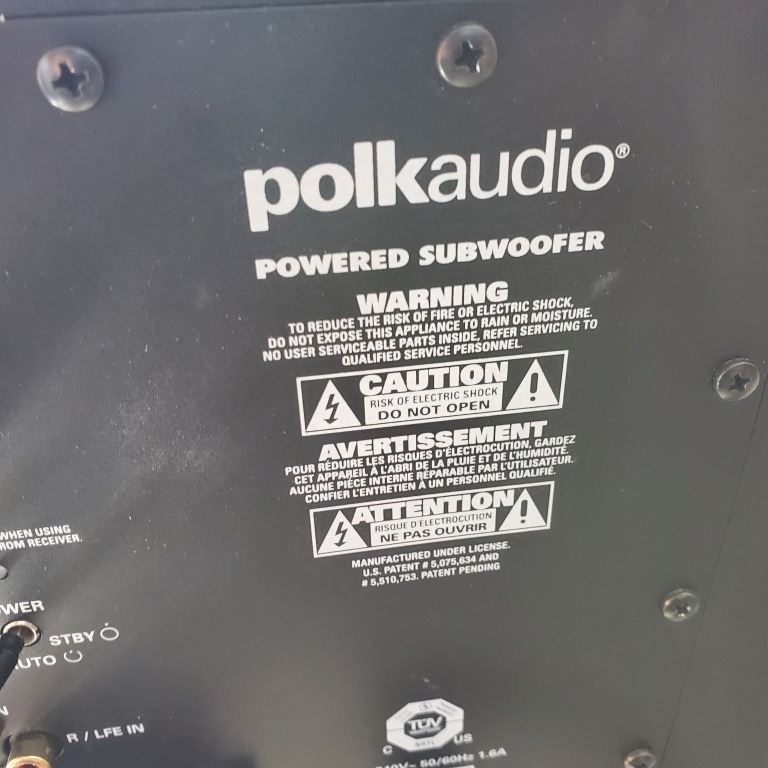 polkaudio®
POWERED SUBWOOFER
WARNING
TO REDUCE THE RISK OF FIRE OR ELECTRIC SHOCK,
DO NOT EXPOSE THIS APPLIANCE TO RAIN OR MOISTURE.
NO USER SERVICEABLE PARTS INSIDE, REFER SERVICING TO
QUALIFIED SERVICE PERSONNEL.
CAUTION
RISK OF ELECTRIC SHOCK
DO NOT OPEN
AVERTISSEMENT
POUR RÉDUIRE LES RISQUES D'ÉLECTROCUTION, GARDEZ
CET APPAREIL À L'ABRI DE LA PLUIE ET DE L'HUMIDITÉ.
AUCUNE PIÈCE INTERNE RÉPARABLE PAR L'UTILISATEUR.
CONFIER L'ENTRETIEN À UN PERSONNEL QUALIFIÉ.
ATTENTION
RISQUE D'ÉLECTROCUTION
NE PAS OUVRIR
MANUFACTURED UNDER LICENSE.
U.S. PATENT # 5,075,634 AND
# 5,510,753. PATENT PENDING
WHEN USING
ROM RECEIVER.
WER
STBY
UTO
N
R / LFE IN
TÜV
C US
240V~ 50/60Hz 1.6A